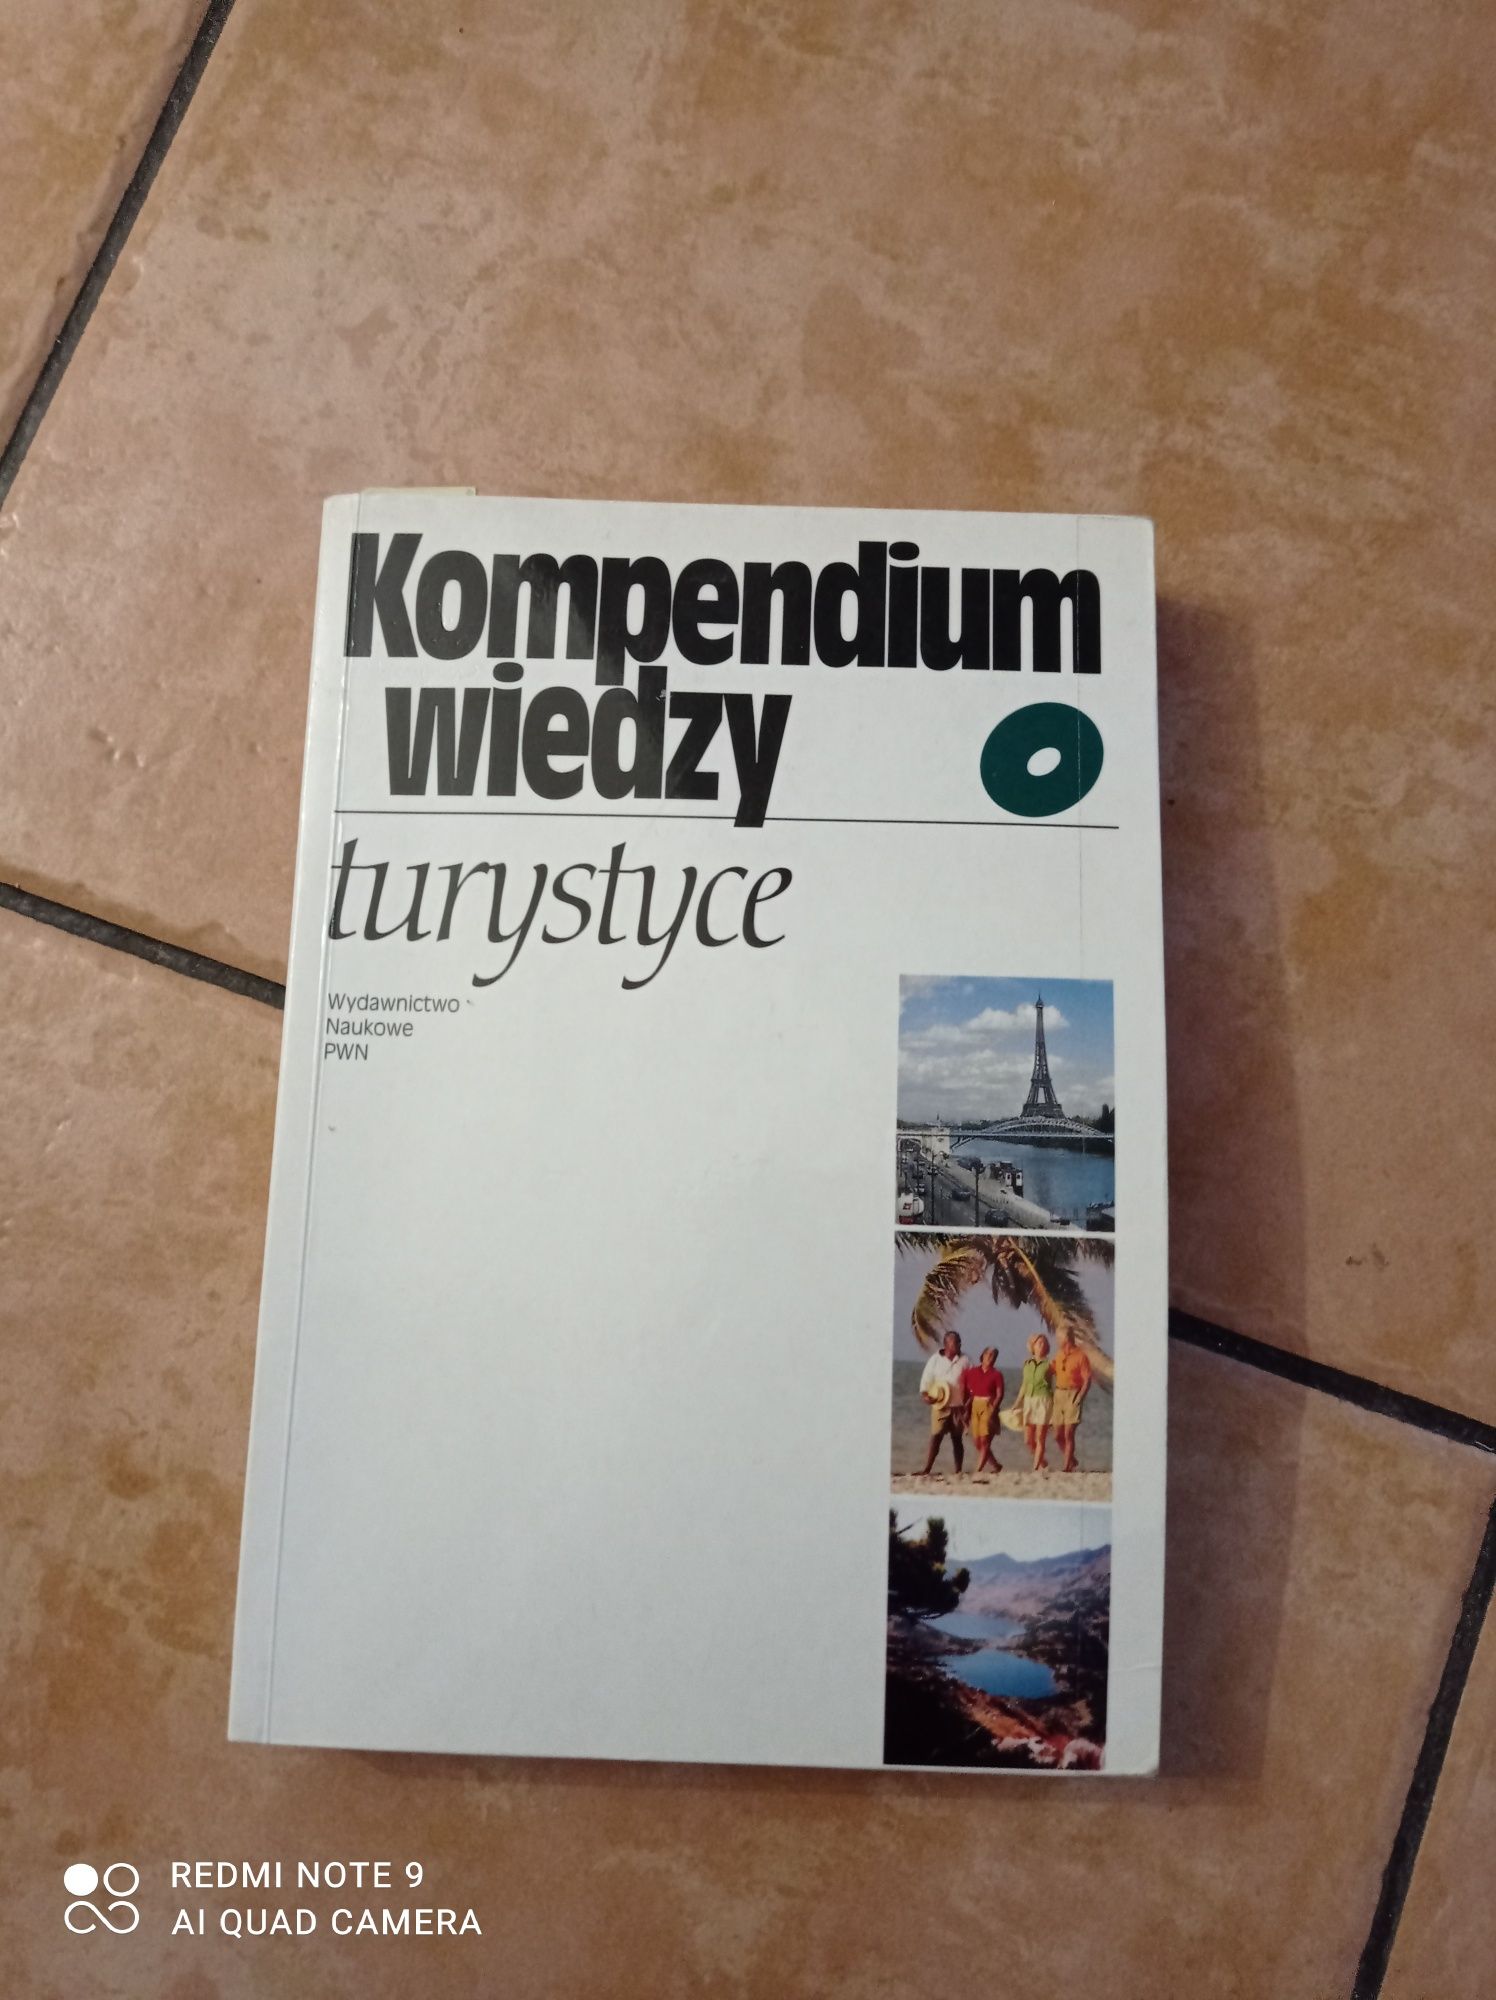 Kompendium
wiedzy o
turystyce
Wydawnictwo
Naukowe
PWN
REDMI NOTE 9
AI QUAD CAMERA